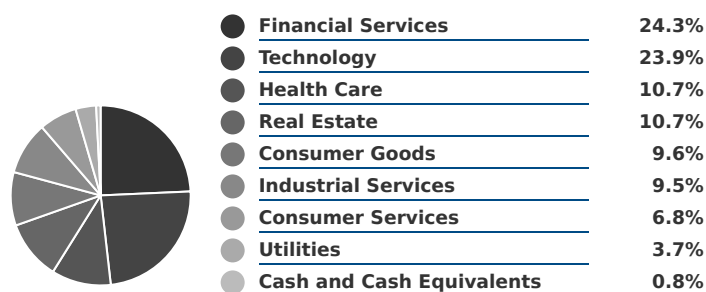 Financial Services 24.3%
Technology 23.9%
Health Care 10.7%
Real Estate 10.7%
Consumer Goods 9.6%
Industrial Services 9.5%
Consumer Services 6.8%
Utilities 3.7%
Cash and Cash Equivalents 0.8%